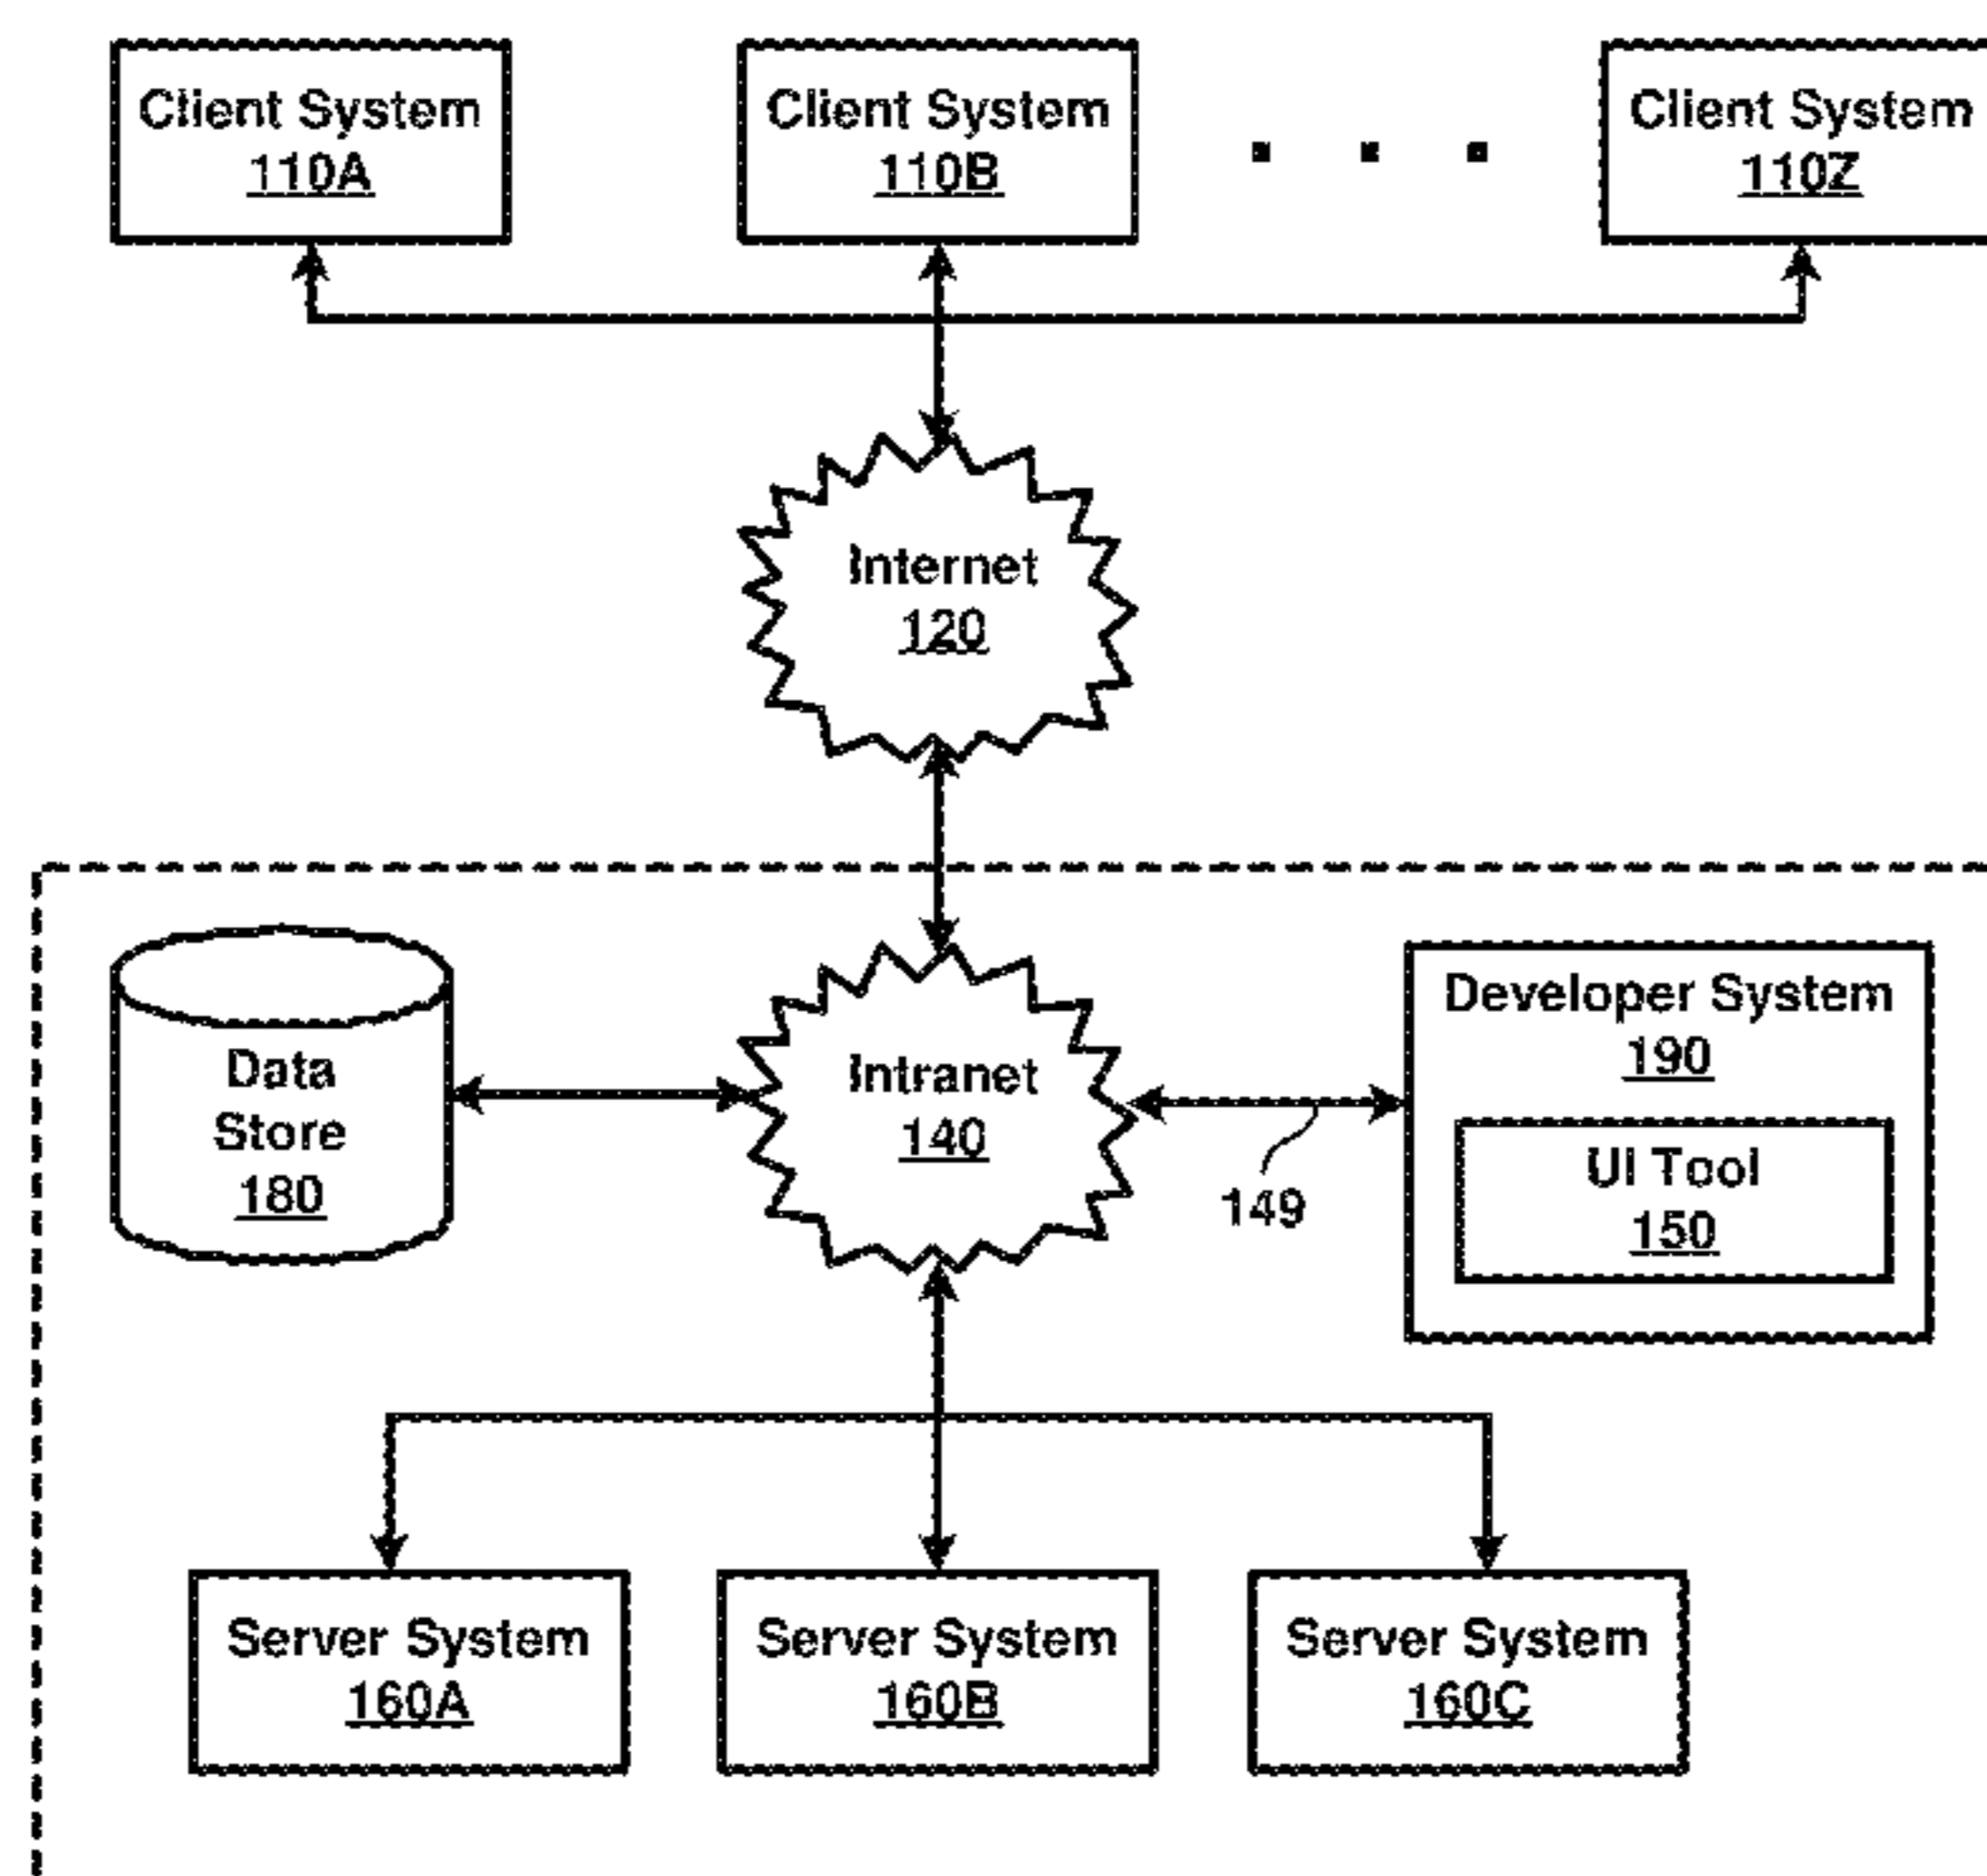 Client System
110A
Client System
110B
. . .
Client System
110Z
Internet
120
Data
Store
180
Intranet
140
149
Developer System
190
UI Tool
150
Server System
160A
Server System
160B
Server System
160C